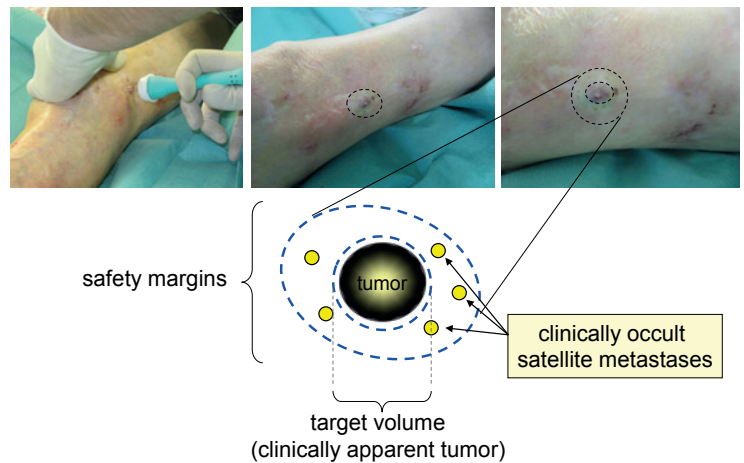 safety margins
tumor
clinically occult
satellite metastases
target volume
(clinically apparent tumor)